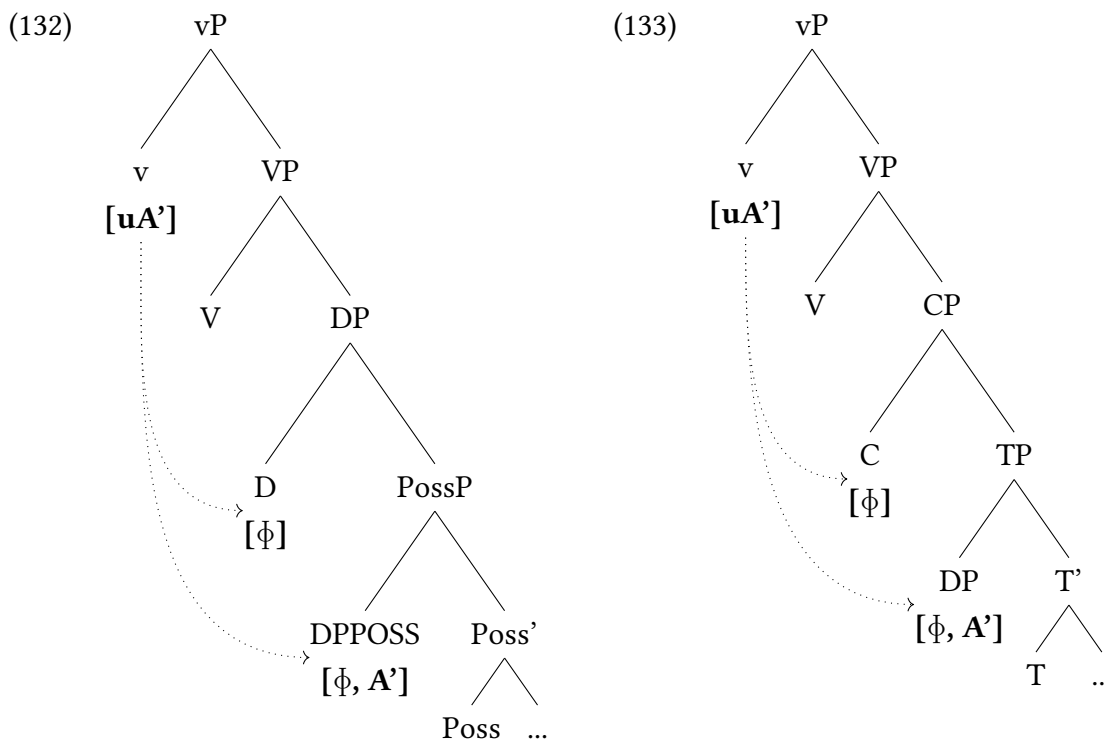 (132)
vP
v
VP
[uA’]
V
DP
D
PossP
[ϕ]
DPPOSS
Poss’
[ϕ, A’]
Poss
...
(133)
vP
v
VP
[uA’]
V
CP
C
TP
[ϕ]
DP
T’
[ϕ, A’]
T
..